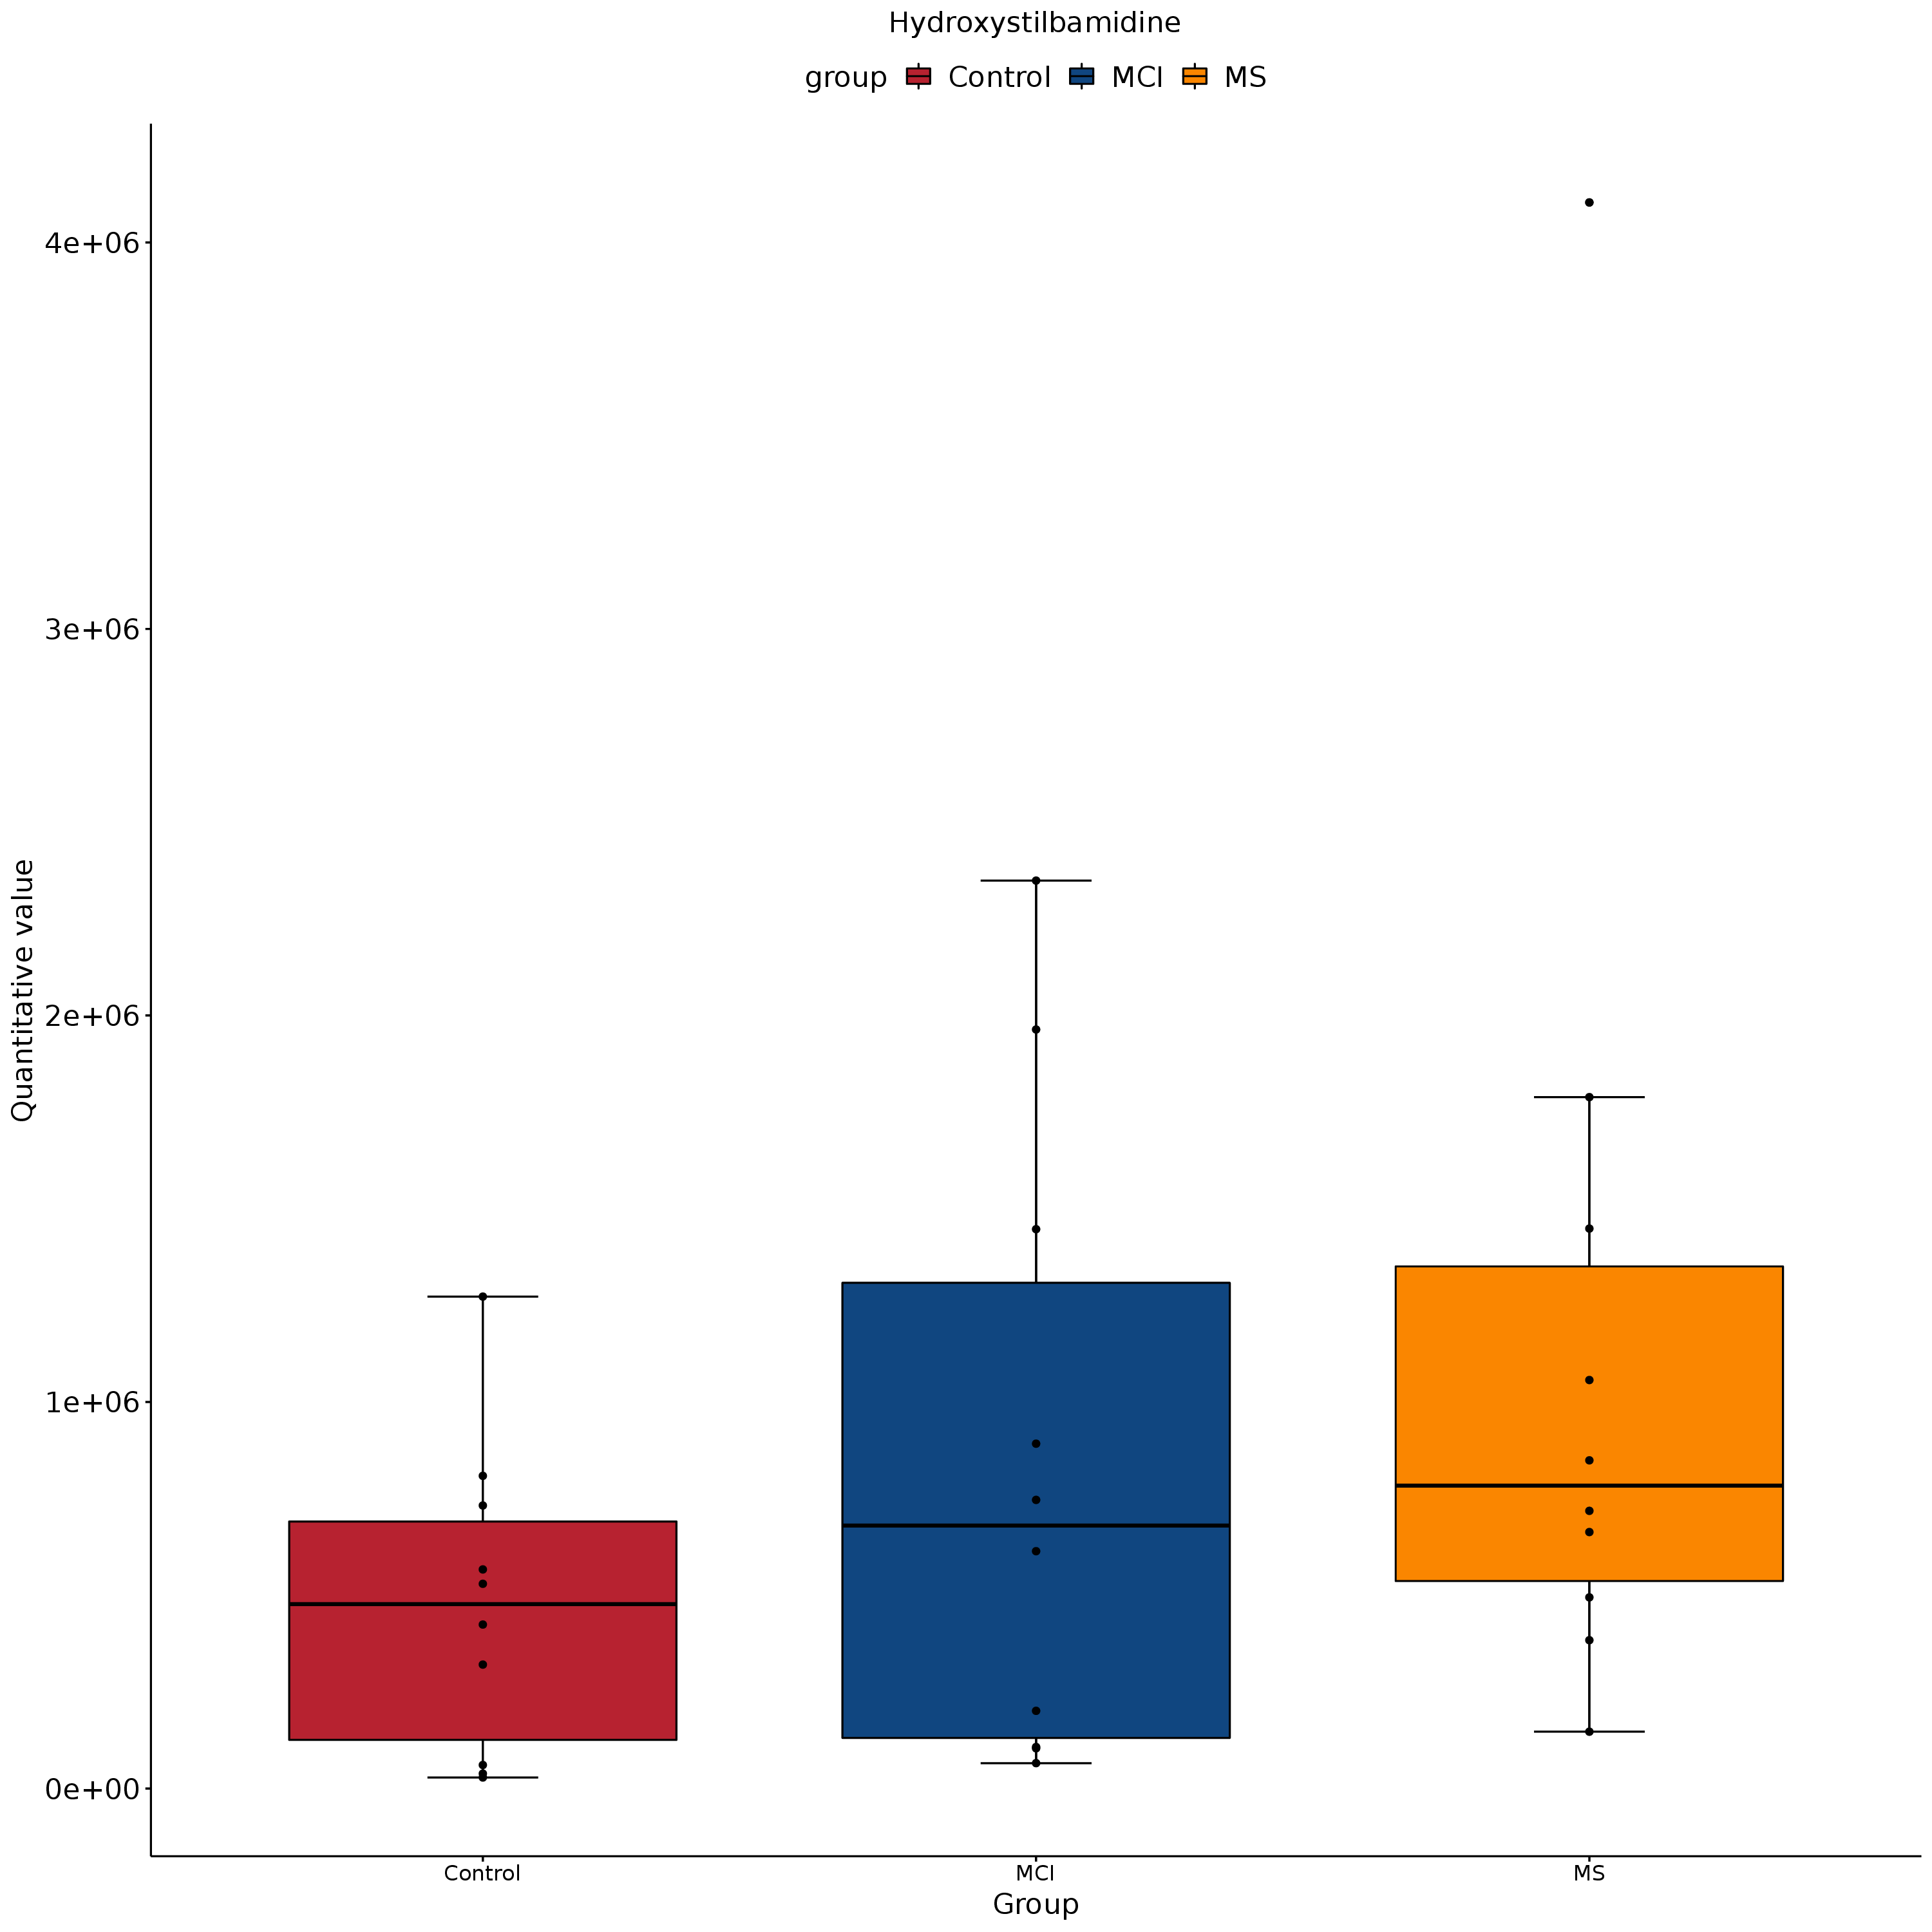 Hydroxystilbamidine
group Control MCI MS
4e+06
3e+06
2e+06
1e+06
0e+00
Quantitative value
Control MCI MS
Group